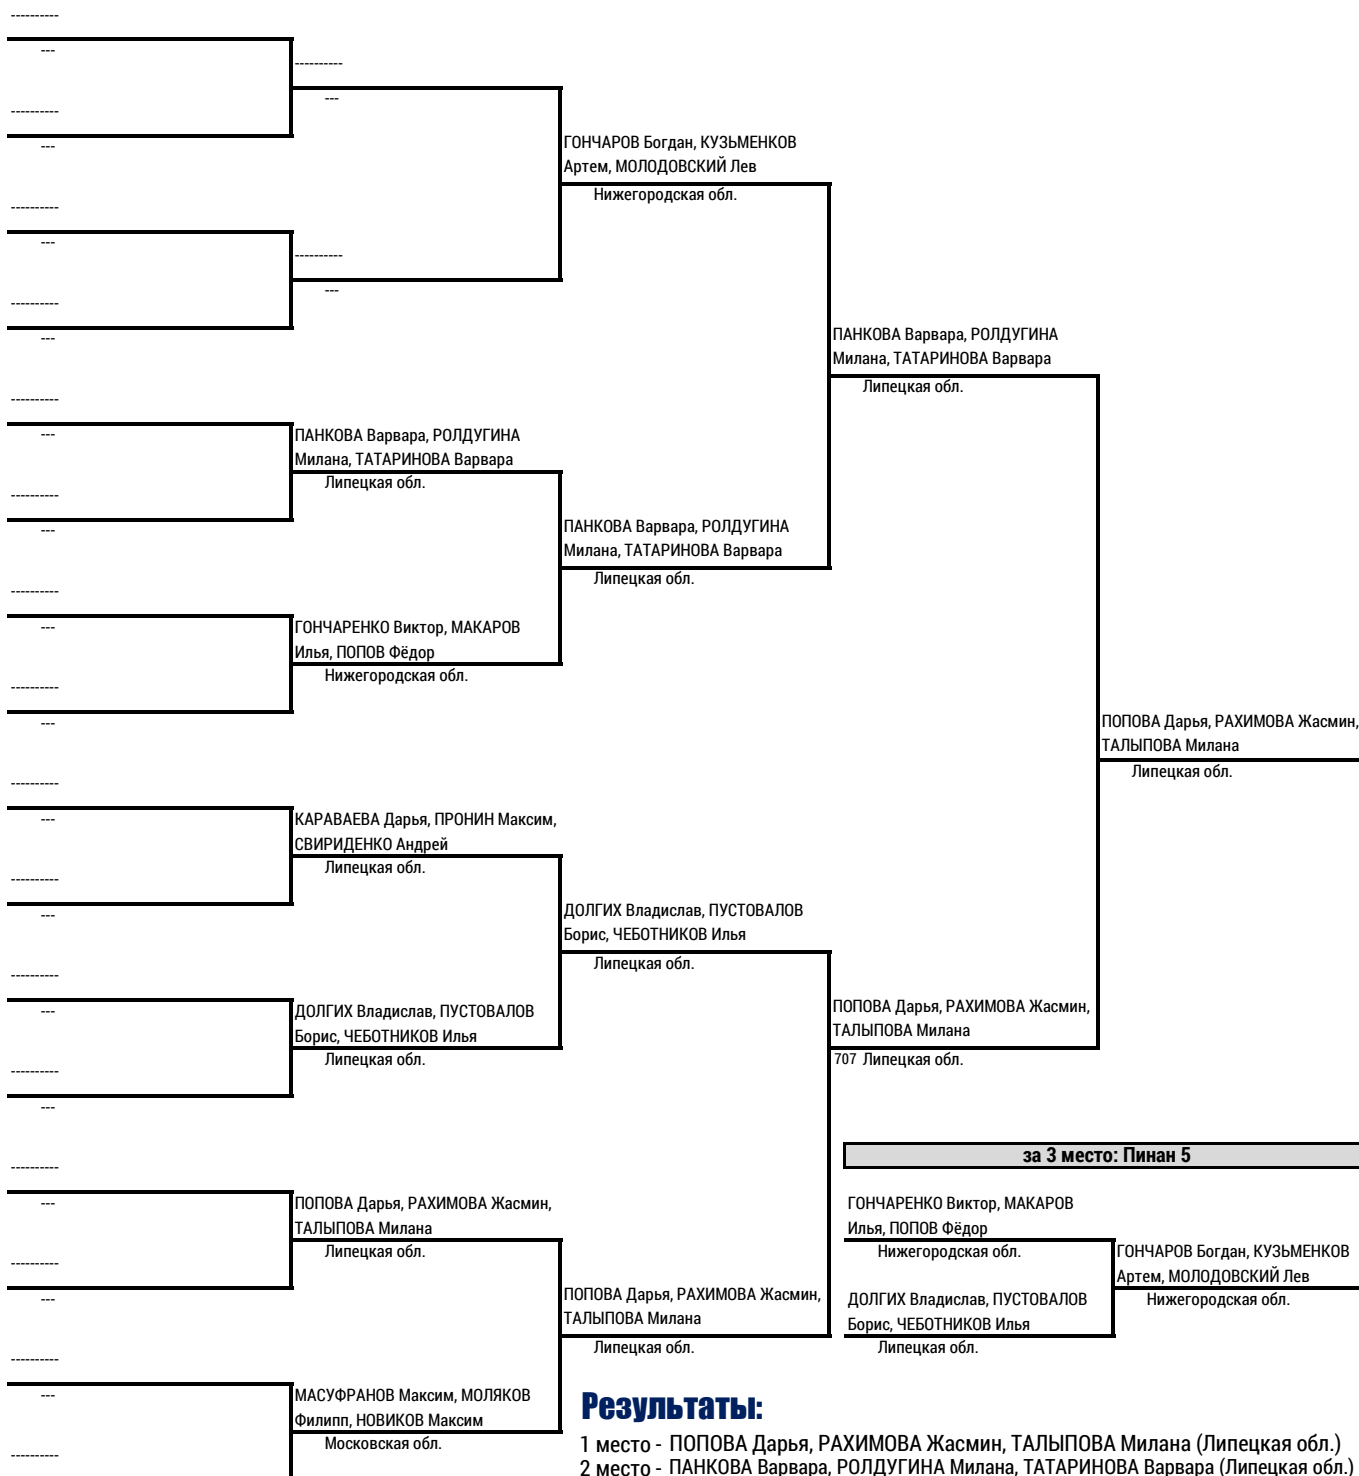 ----------
---
----------
---
----------
---
----------
---
ГОНЧАРОВ Богдан, КУЗЬМЕНКОВ
Артем, МОЛОДОВСКИЙ Лев
Нижегородская обл.
----------
---
----------
---
----------
---
ПАНКОВА Варвара, РОЛДУГИНА
Милана, ТАТАРИНОВА Варвара
Липецкая обл.
----------
---
ПАНКОВА Варвара, РОЛДУГИНА
Милана, ТАТАРИНОВА Варвара
Липецкая обл.
----------
---
ПАНКОВА Варвара, РОЛДУГИНА
Милана, ТАТАРИНОВА Варвара
Липецкая обл.
----------
---
ГОНЧАРЕНКО Виктор, МАКАРОВ
Илья, ПОПОВ Фёдор
Нижегородская обл.
----------
---
ПОПОВА Дарья, РАХИМОВА Жасмин,
ТАЛЫПОВА Милана
Липецкая обл.
----------
---
КАРАВАЕВА Дарья, ПРОНИН Максим,
СВИРИДЕНКО Андрей
Липецкая обл.
----------
---
ДОЛГИХ Владислав, ПУСТОВАЛОВ
Борис, ЧЕБОТНИКОВ Илья
Липецкая обл.
----------
---
ДОЛГИХ Владислав, ПУСТОВАЛОВ
Борис, ЧЕБОТНИКОВ Илья
Липецкая обл.
ПОПОВА Дарья, РАХИМОВА Жасмин,
ТАЛЫПОВА Милана
707 Липецкая обл.
----------
---
за 3 место: Пинан 5
----------
---
ПОПОВА Дарья, РАХИМОВА Жасмин,
ТАЛЫПОВА Милана
Липецкая обл.
ГОНЧАРЕНКО Виктор, МАКАРОВ
Илья, ПОПОВ Фёдор
Нижегородская обл.
ГОНЧАРОВ Богдан, КУЗЬМЕНКОВ
Артем, МОЛОДОВСКИЙ Лев
Нижегородская обл.
----------
---
ПОПОВА Дарья, РАХИМОВА Жасмин,
ТАЛЫПОВА Милана
Липецкая обл.
ДОЛГИХ Владислав, ПУСТОВАЛОВ
Борис, ЧЕБОТНИКОВ Илья
Липецкая обл.
----------
---
МАСУФРАНОВ Максим, МОЛЯКОВ
Филипп, НОВИКОВ Максим
Московская обл.
----------
Результаты:
1 место - ПОПОВА Дарья, РАХИМОВА Жасмин, ТАЛЫПОВА Милана (Липецкая обл.)
2 место - ПАНКОВА Варвара, РОЛДУГИНА Милана, ТАТАРИНОВА Варвара (Липецкая обл.)